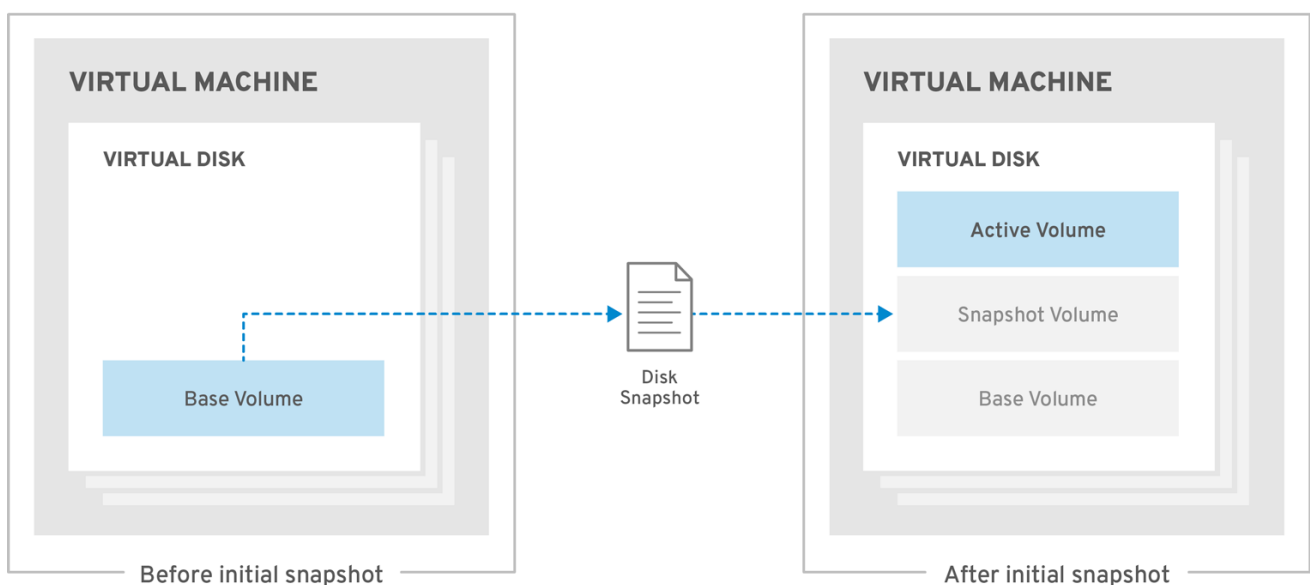 VIRTUAL MACHINE
VIRTUAL DISK
Base Volume
Before initial snapshot
Disk
Snapshot
VIRTUAL MACHINE
VIRTUAL DISK
Active Volume
Snapshot Volume
Base Volume
After initial snapshot